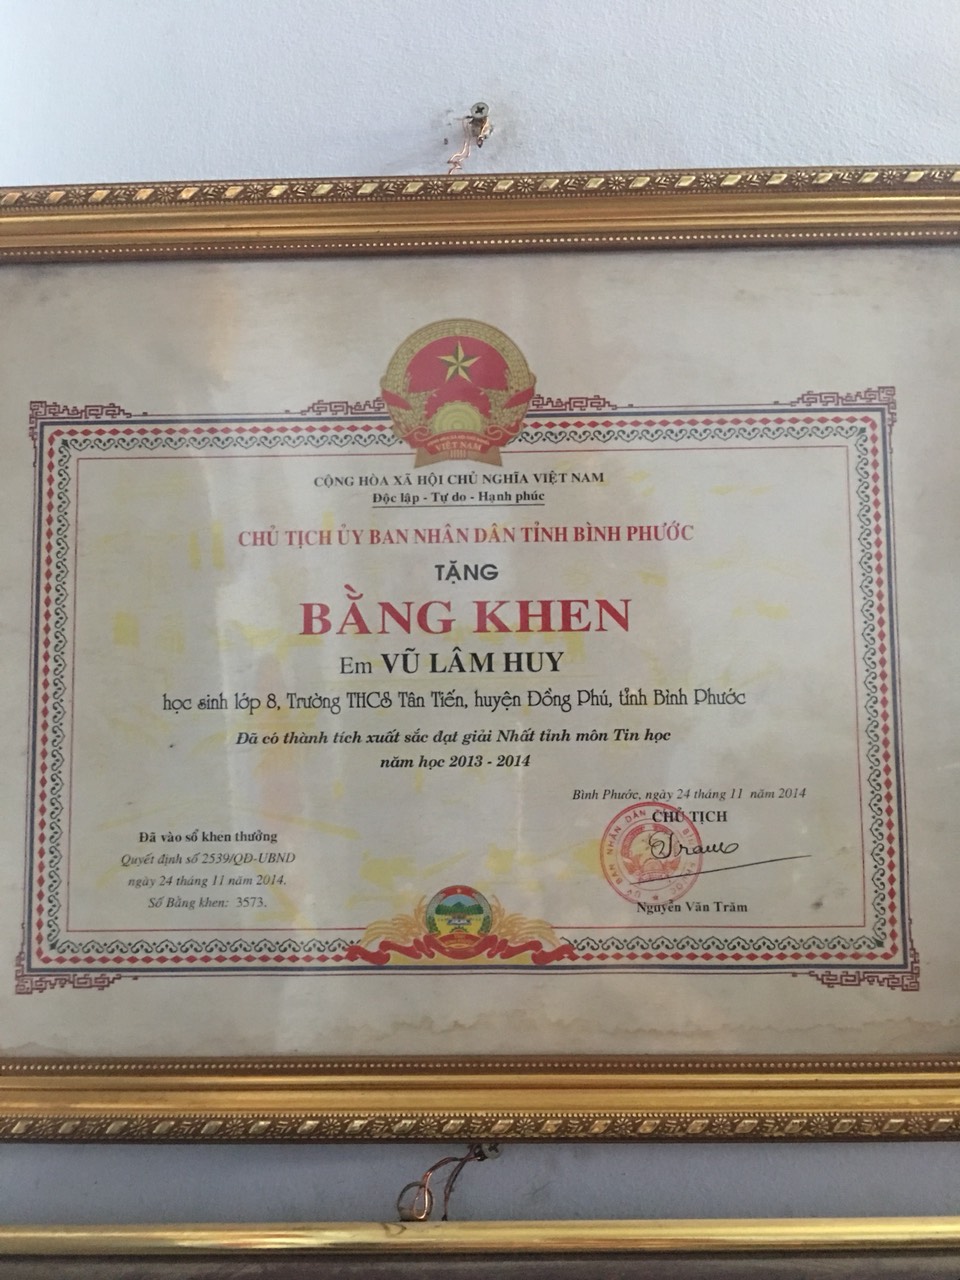 VIỆT NAM
CỘNG HÒA XÃ HỘI CHỦ NGHĨA VIỆT NAM
Độc lập - Tự do - Hạnh phúc
CHỦ TỊCH ỦY BAN NHÂN DÂN TỈNH BÌNH PHƯỚC
TẶNG
BẰNG KHEN
Em VŨ LÂM HUY
học sinh lớp 8, Trường THCS Tân Tiến, huyện Đồng Phú, tỉnh Bình Phước
Đã có thành tích xuất sắc đạt giải Nhất tỉnh môn Tin học
năm học 2013 - 2014
Bình Phước, ngày 24 tháng 11 năm 2014
CHỦ TỊCH
Nguyễn Văn Trăm
Đã vào sổ khen thưởng
Quyết định số 2539/QĐ-UBND
ngày 24 tháng 11 năm 2014.
Số Bằng khen: 3573.